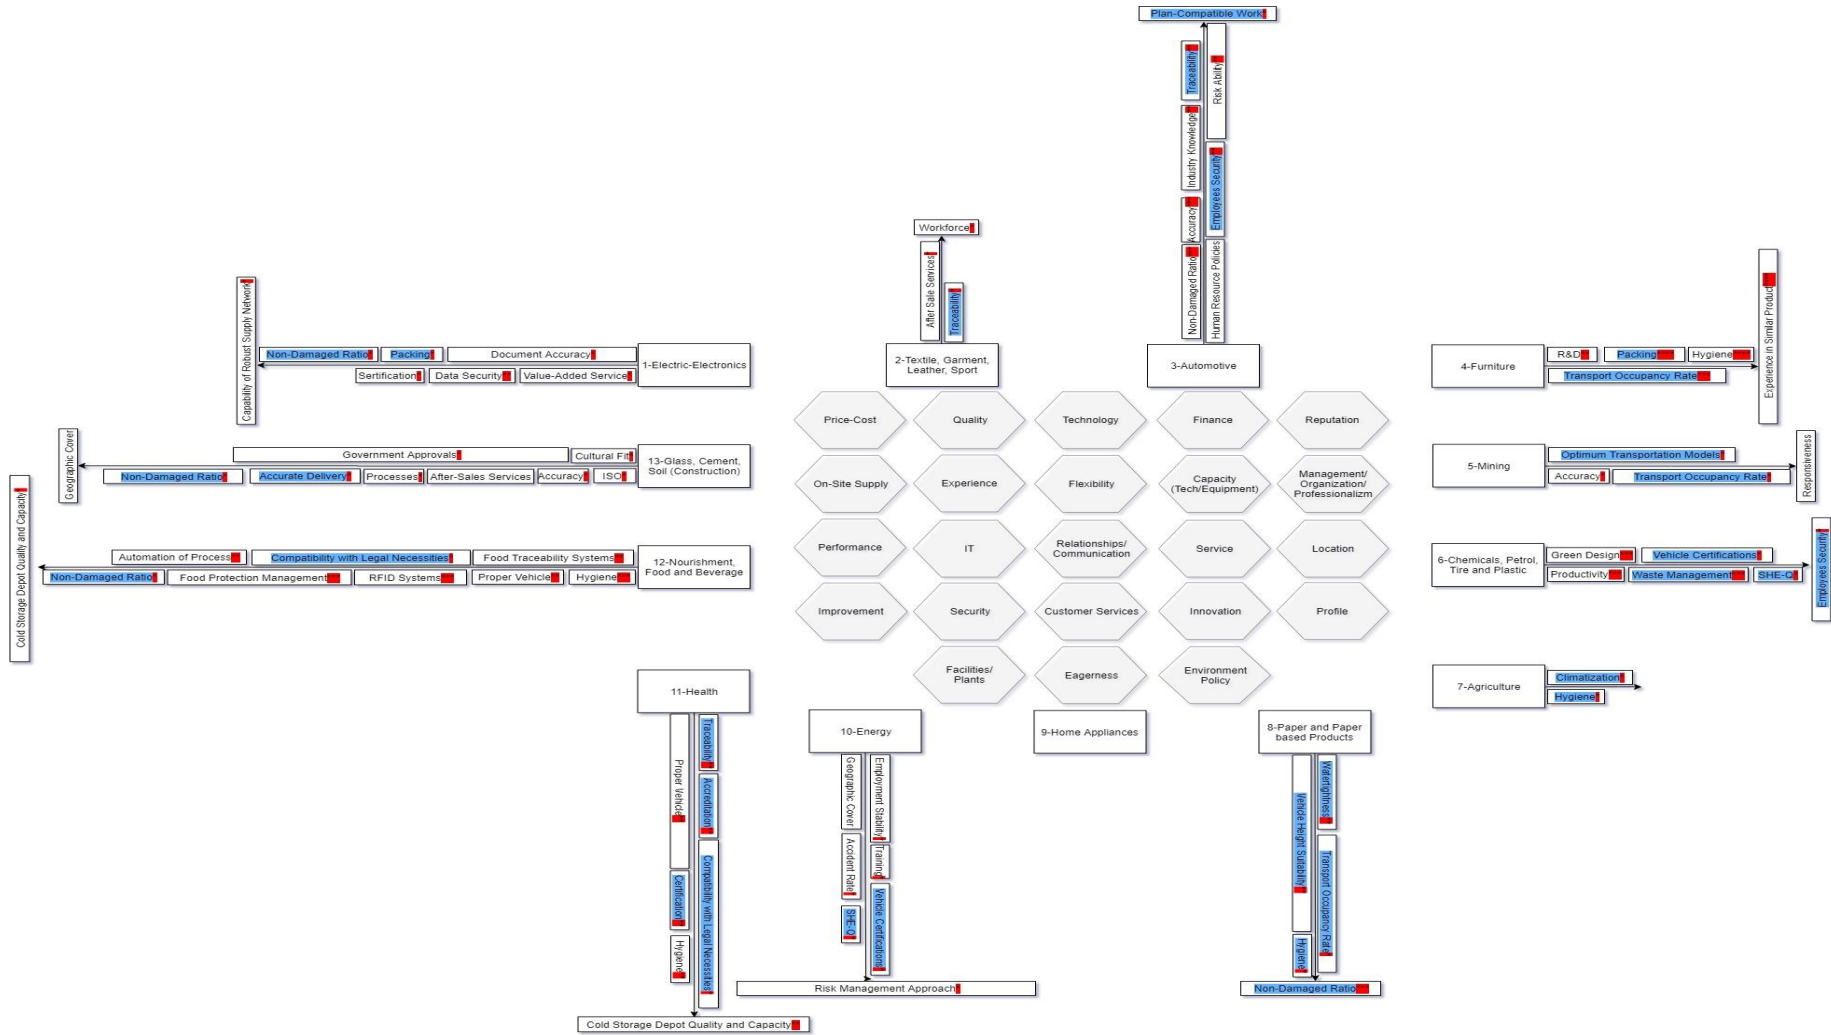 Plan-Compatible Work*
Traceability
Risk Ability
Industry Knowledge
Employees Security
Accuracy
Non-Damaged Ratio
Human Resource Policies
Workforce*
After Sale Services
Traceability
2-Textile, Garment,
Leather, Sport
3-Automotive
Capability of Robust Supply Network
Non-Damaged Ratio*
Packing*
Document Accuracy*
Sertification*
Data Security**
Value-Added Service*
1-Electric-Electronics
4-Furniture
R&D**
Packing****
Hygiene****
Transport Occupancy Rate***
Experience in Similar Product
Price-Cost
Quality
Technology
Finance
Reputation
On-Site Supply
Experience
Flexibility
Capacity
(Tech/Equipment)
Management/
Organization/
Professionalizm
Performance
IT
Relationships/
Communication
Service
Location
Improvement
Security
Customer Services
Innovation
Profile
Facilities/
Plants
Eagerness
Environment
Policy
Geographic Cover
Government Approvals*
Cultural Fit*
Non-Damaged Ratio*
Accurate Delivery*
Processes*
After-Sales Services
Accuracy*
ISO*
13-Glass, Cement,
Soil (Construction)
5-Mining
Optimum Transportation Models*
Accuracy*
Transport Occupancy Rate*
Responsiveness
Cold Storage Depot Quality and Capacity
Automation of Process**
Compatibility with Legal Necessities*
Food Traceability Systems**
Non-Damaged Ratio*
Food Protection Management***
RFID Systems***
Proper Vehicle**
Hygiene***
12-Nourishment,
Food and Beverage
6-Chemicals, Petrol,
Tire and Plastic
Green Design***
Vehicle Certifications*
Productivity***
Waste Management***
SHE-Q*
Employees Security
7-Agriculture
Climatization*
Hygiene*
11-Health
Traceability
Proper Vehicle
Accreditation
Certification
Compatibility with Legal Necessities
Hygiene
Cold Storage Depot Quality and Capacity**
10-Energy
Geographic Cover
Employment Stability
Accident Rate
Training
SHE-Q
Vehicle Certifications
Risk Management Approach*
9-Home Appliances
8-Paper and Paper
based Products
Vehicle Height Suitability
Watertightness
Transport Occupancy Rate
Hygiene
Non-Damaged Ratio***